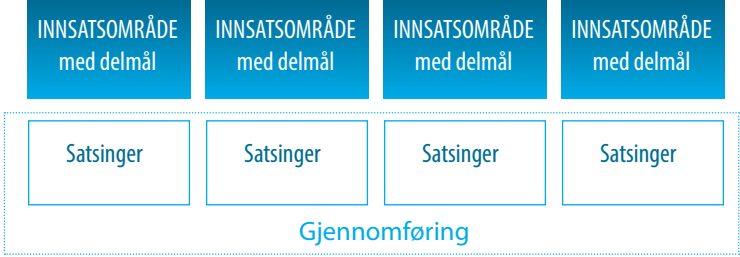 INNSATSOMRÅDE
med delmål
INNSATSOMRÅDE
med delmål
INNSATSOMRÅDE
med delmål
INNSATSOMRÅDE
med delmål
Satsinger
Satsinger
Satsinger
Satsinger
Gjennomføring